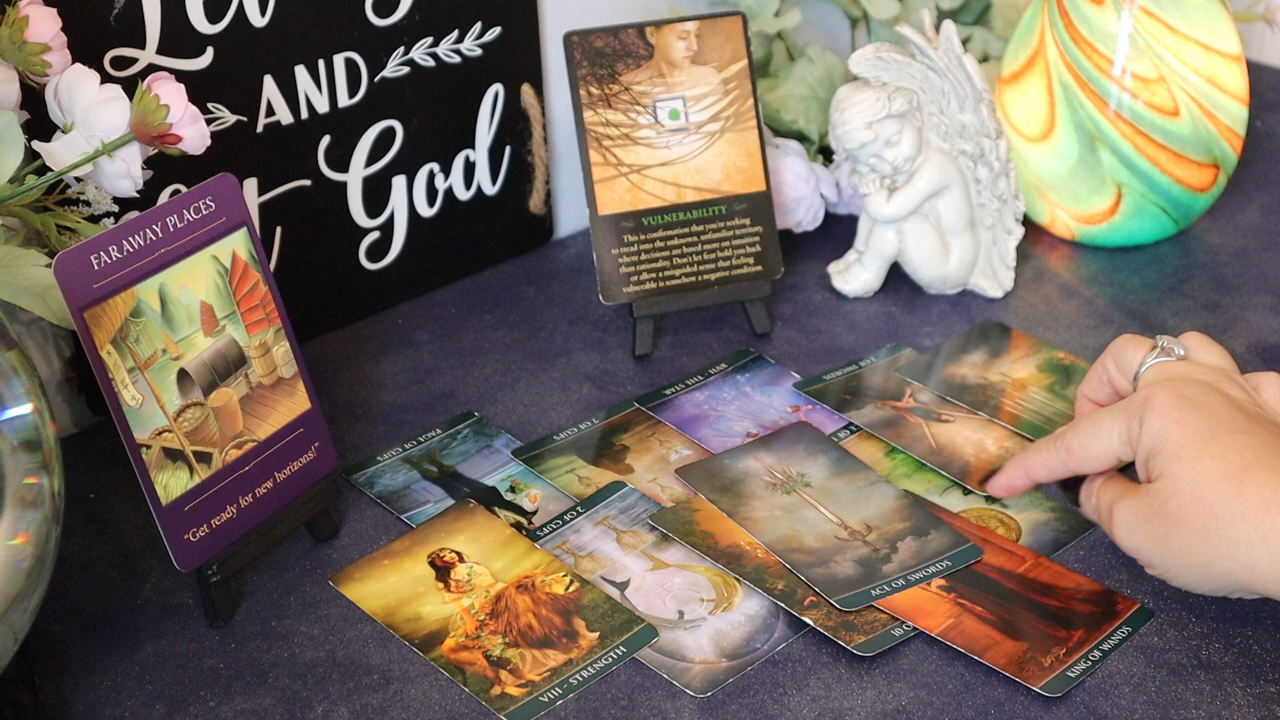 Let
AND
God
FARAWAY PLACES
"Get ready for new horizons!"
VULNERABILITY
This is confirmation that you're seeking
to tread into the unknown, unfamiliar territory,
where decisions are based more on intuition
than rationality. Don't let fear hold you back
or allow a misguided sense that feeling
vulnerable is somehow a negative condition.
PAGE OF CUPS
7 OF CUPS
XVII - THE STAR
2 OF CUPS
ACE OF SWORDS
VIII - STRENGTH
10
KING OF WANDS